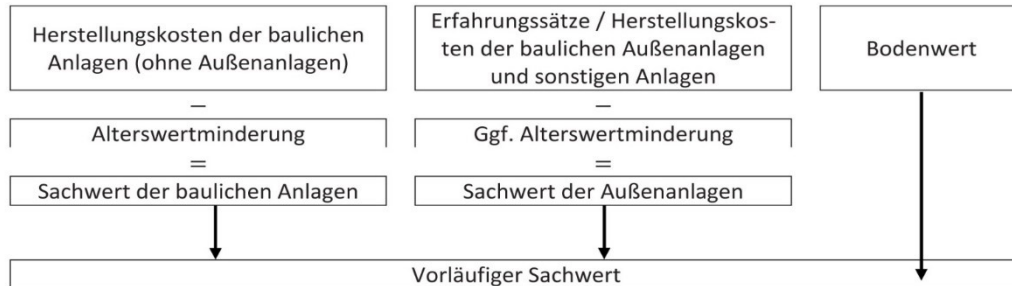 Herstellungskosten der baulichen
Anlagen (ohne Außenanlagen)
–
Alterswertminderung
=
Sachwert der baulichen Anlagen
Erfahrungssätze / Herstellungskos-
ten der baulichen Außenanlagen
und sonstigen Anlagen
–
Ggf. Alterswertminderung
=
Sachwert der Außenanlagen
Bodenwert
Vorläufiger Sachwert